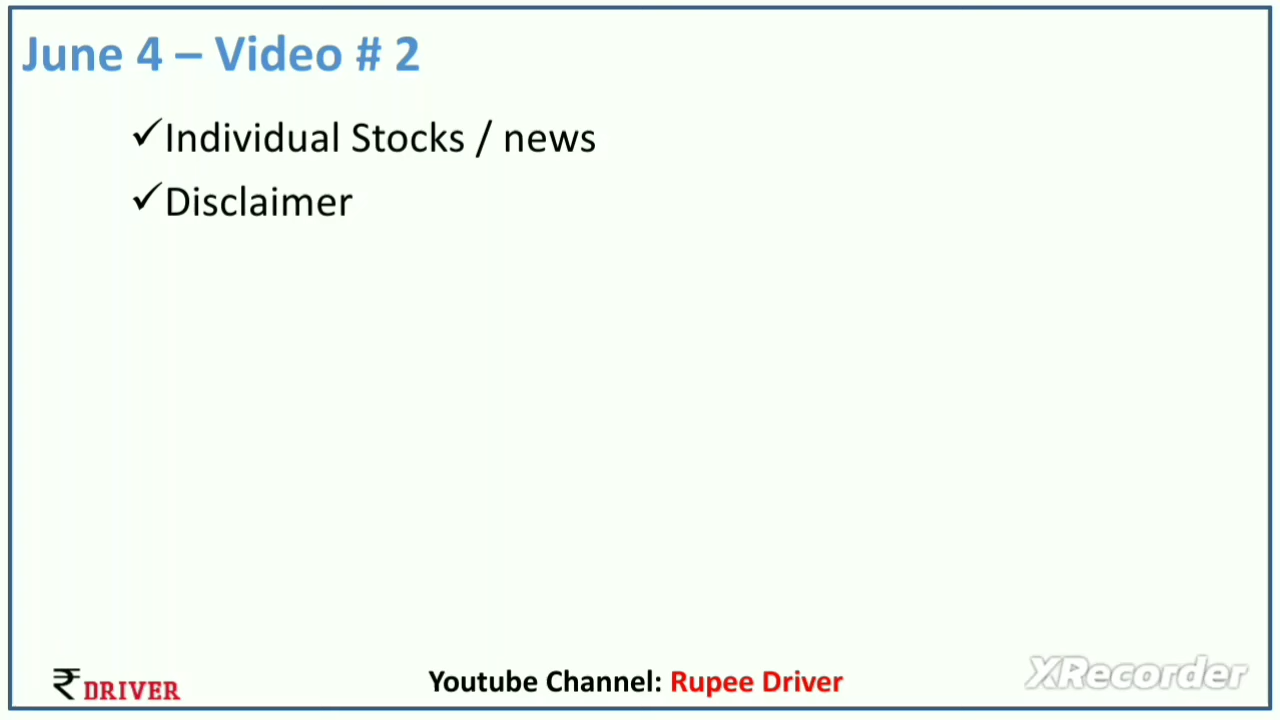 June 4 – Video # 2
✓Individual Stocks / news
✓Disclaimer
₹ DRIVER
Youtube Channel: Rupee Driver
XRecorder